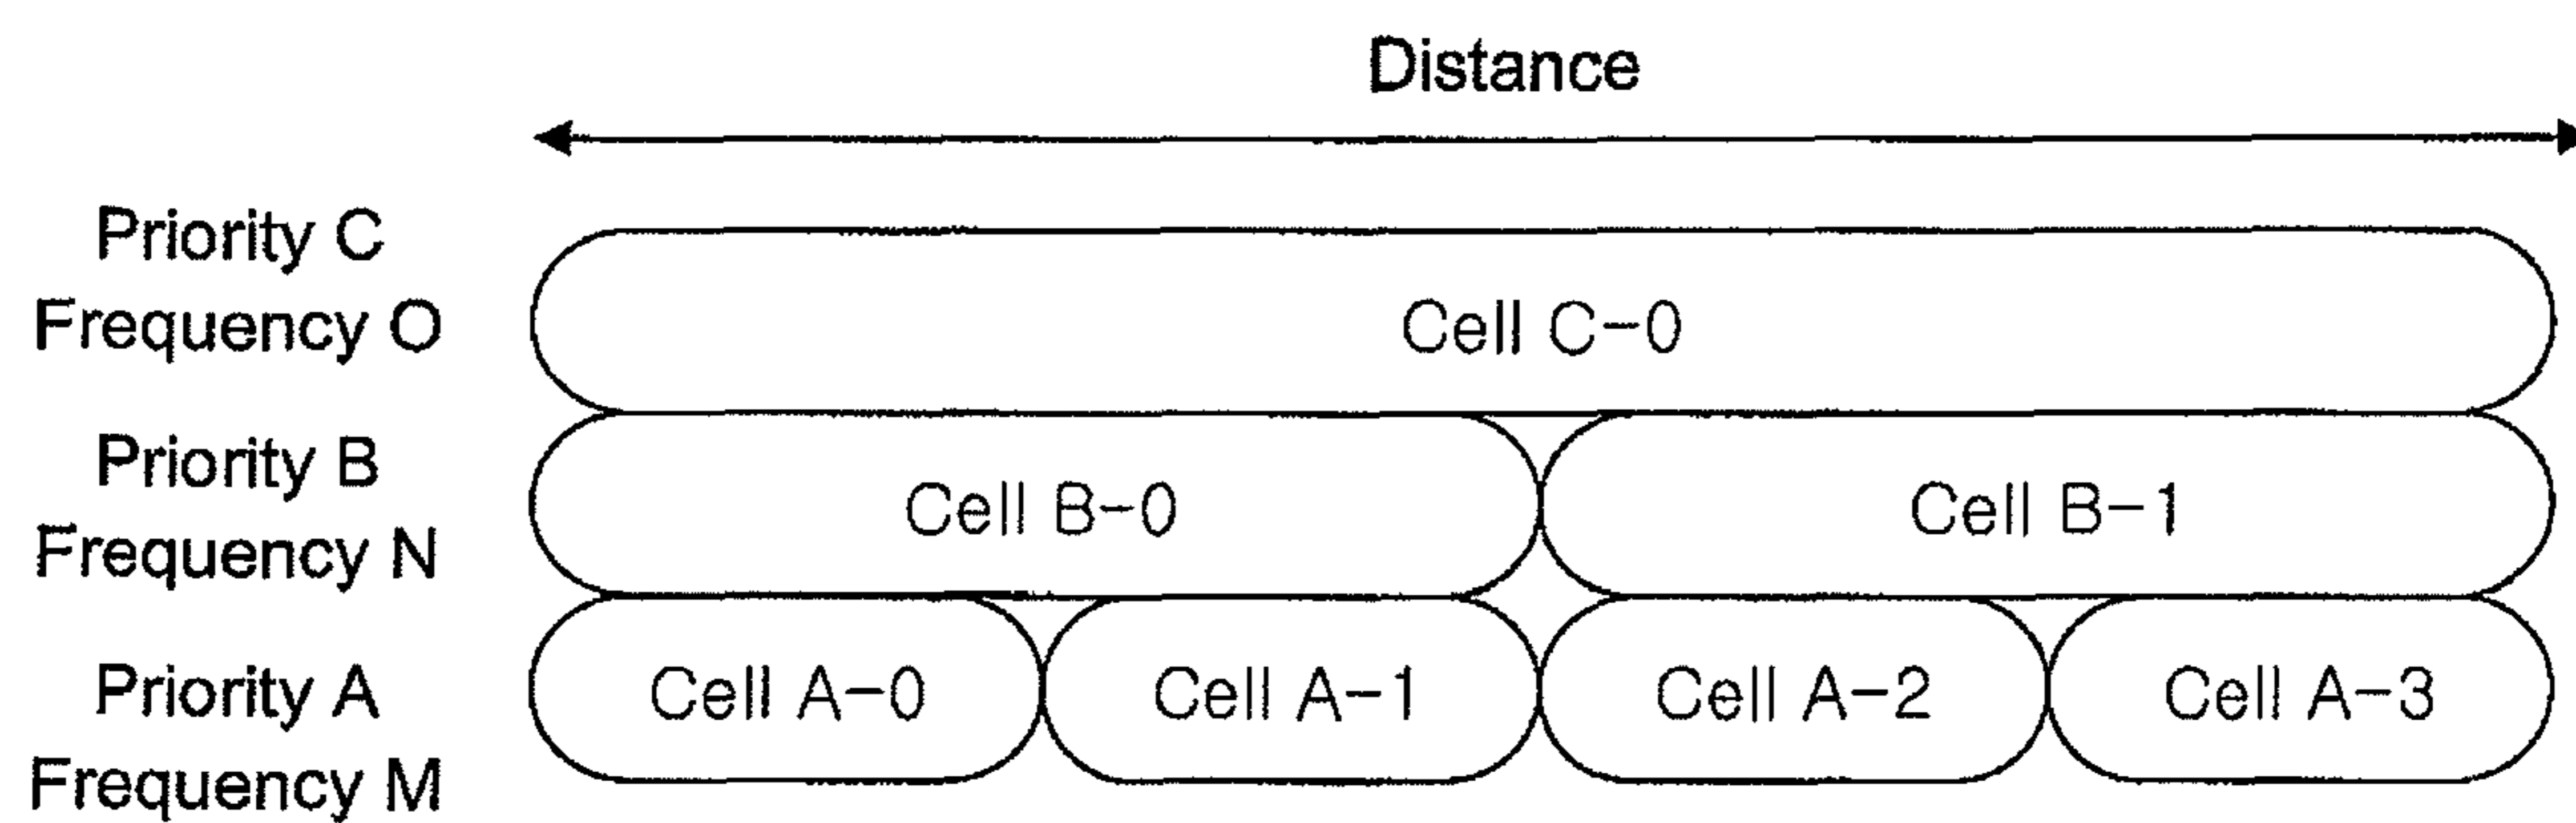 Distance
Priority C
Frequency O
Cell C-0
Priority B
Frequency N
Cell B-0
Cell B-1
Priority A
Frequency M
Cell A-0
Cell A-1
Cell A-2
Cell A-3